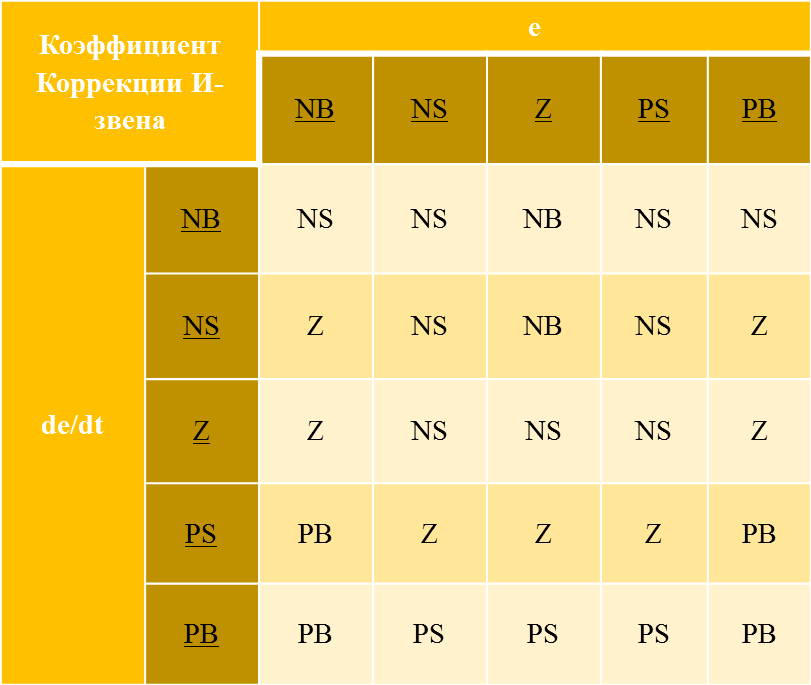 Коэффициент
Коррекции И-
звена
e
NB NS Z PS PB
NB NS NS NB NS NS
NS Z NS NB NS Z
de/dt Z Z NS NS NS Z
PS PB Z Z Z PB
PB PB PS PS PS PB